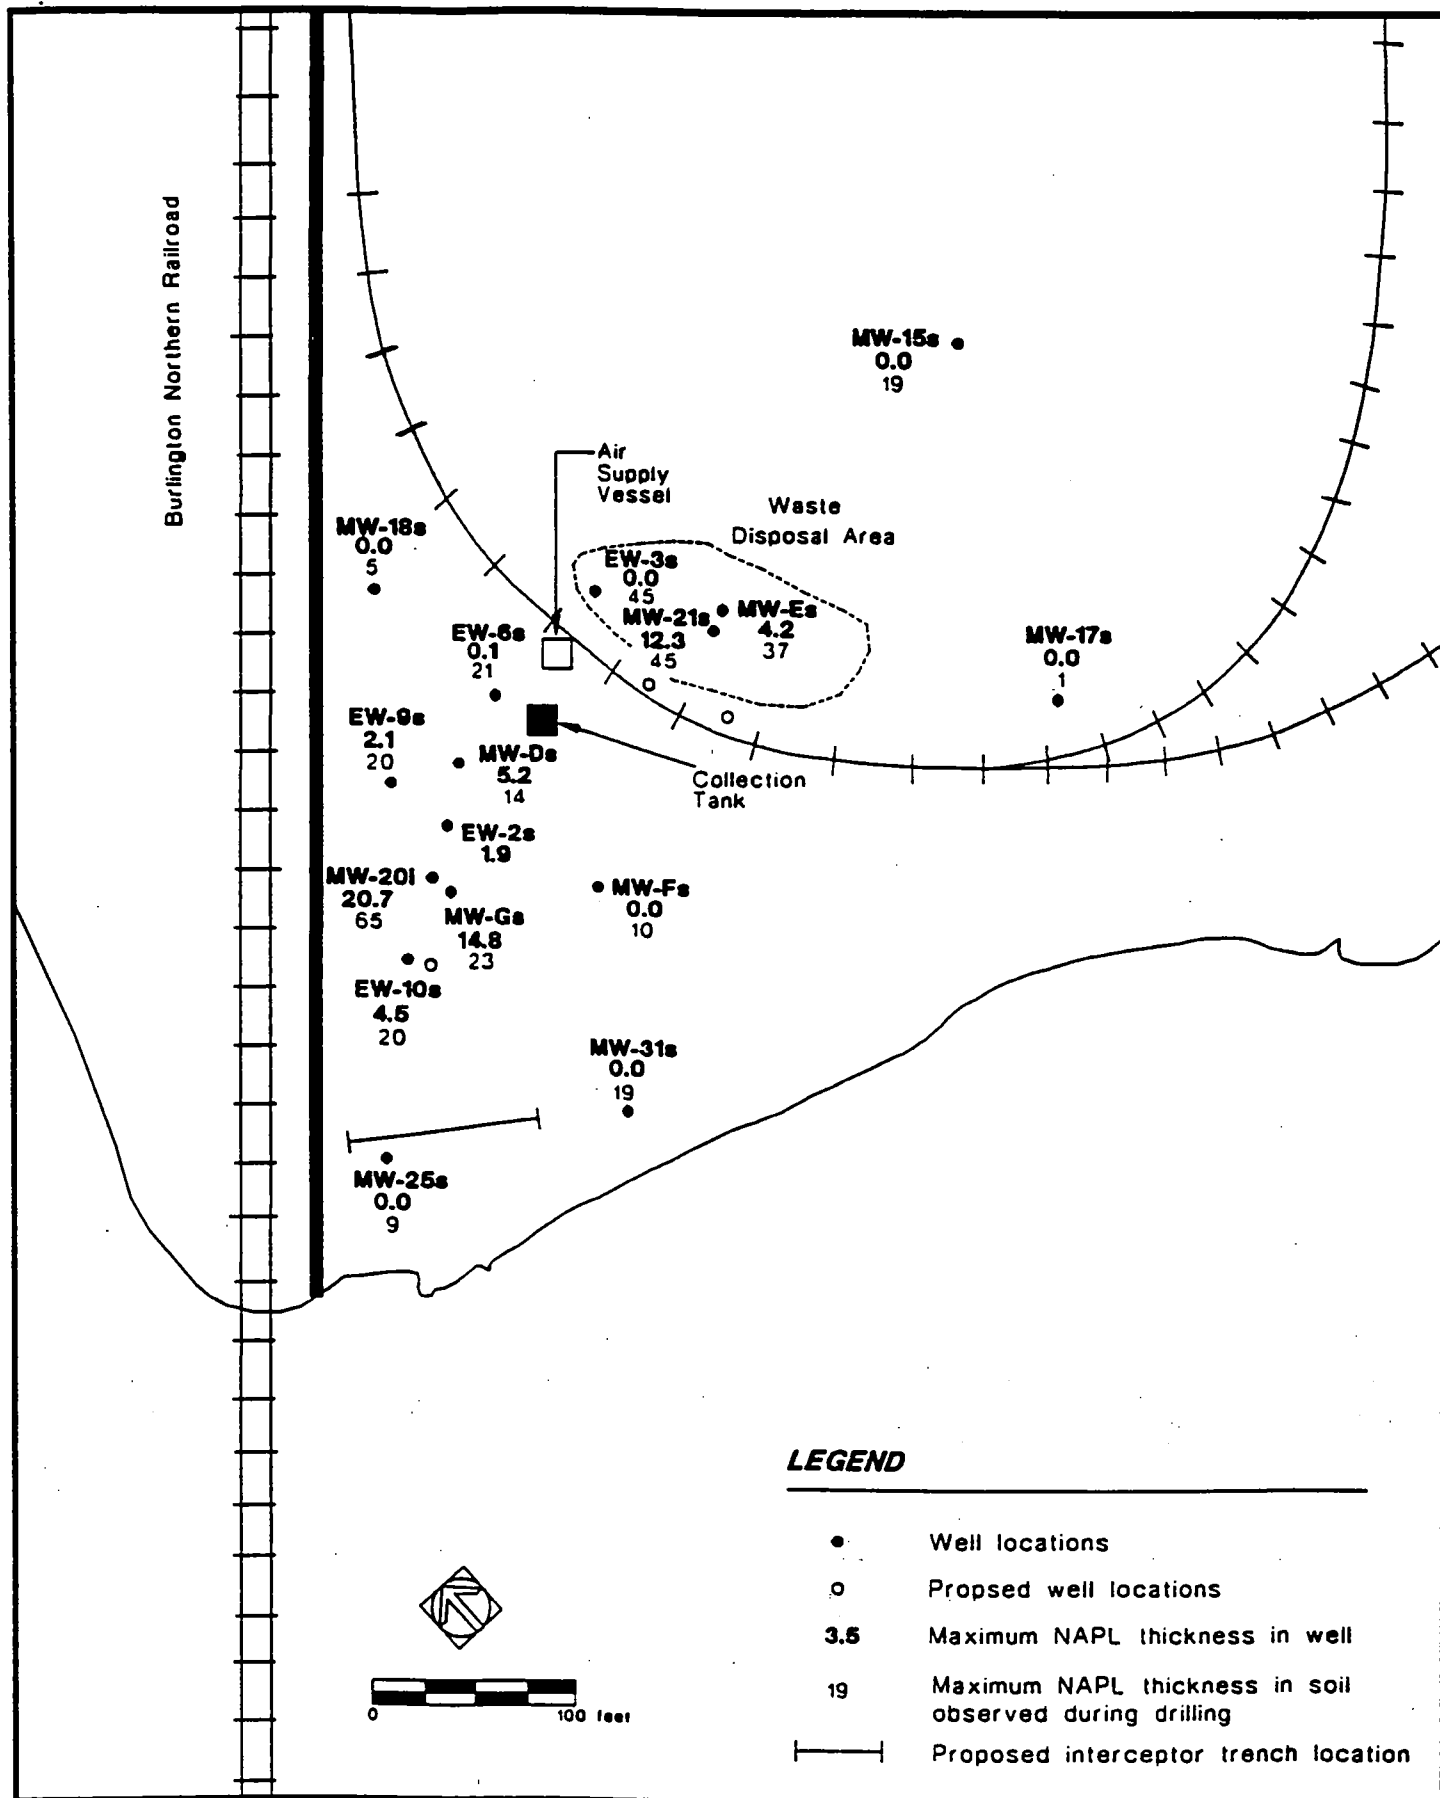 Burlington Northern Railroad
MW-15s
0.0
19
Air
Supply
Vessel
Waste
Disposal Area
MW-18s
0.0
5
EW-3s
0.0
45
MW-21s
12.3
45
MW-Es
4.2
37
EW-6s
0.1
21
MW-17s
0.0
1
EW-9s
2.1
20
MW-Ds
5.2
14
Collection
Tank
EW-2s
1.9
MW-20i
20.7
65
MW-Gs
14.8
23
MW-Fs
0.0
10
EW-10s
4.5
20
MW-31s
0.0
19
MW-25s
0.0
9
LEGEND
Well locations
Propsed well locations
3.5 Maximum NAPL thickness in well
19 Maximum NAPL thickness in soil
observed during drilling
Proposed interceptor trench location
0 100 feet